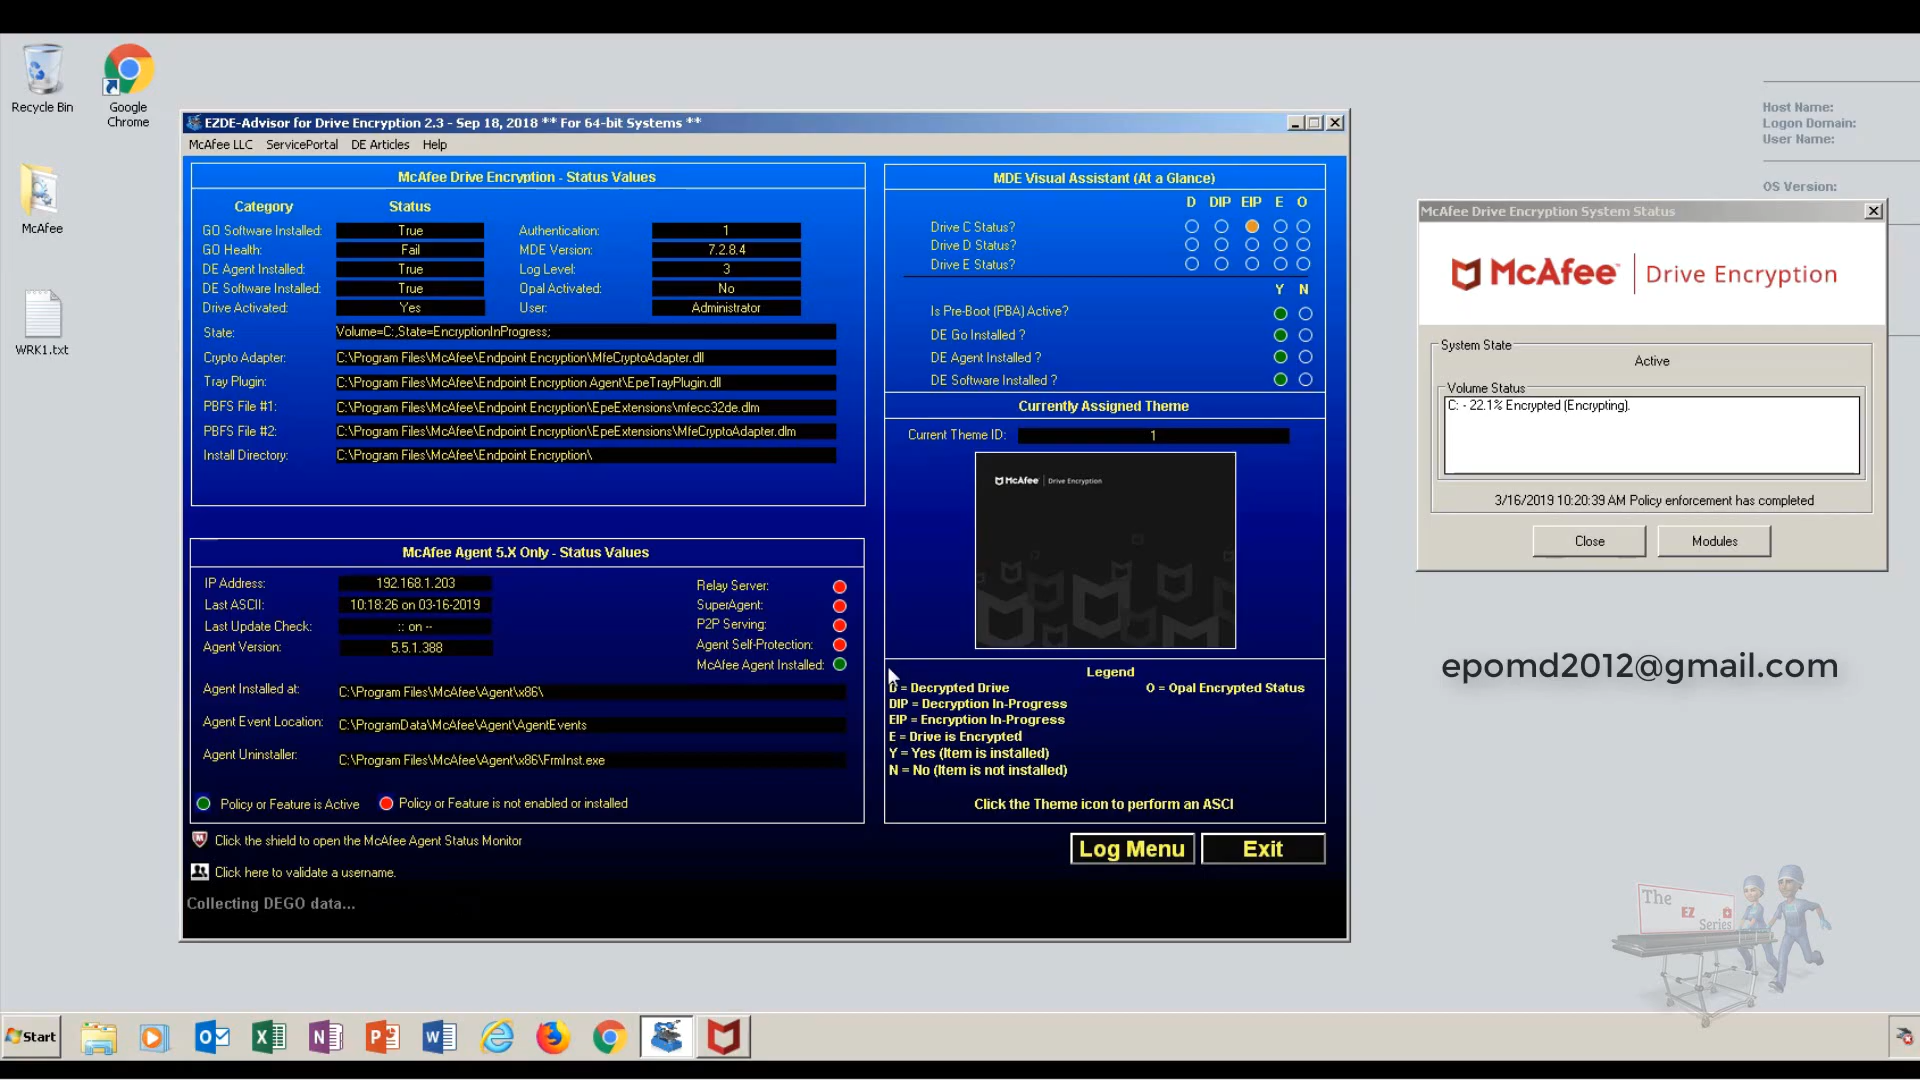 Recycle Bin
Google
Chrome
McAfee
WRK1.txt
EZDE-Advisor for Drive Encryption 2.3 - Sep 18, 2018 ** For 64-bit Systems **
McAfee LLC ServicePortal DE Articles Help
McAfee Drive Encryption - Status Values
Category Status
GO Software Installed: True Authentication: 1
GO Health: Fail MDE Version: 7.2.8.4
DE Agent Installed: True Log Level: 3
DE Software Installed: True Opal Activated: No
Drive Activated: Yes User: Administrator
State: Volume=C:,State=EncryptionInProgress;
Crypto Adapter: C:\Program Files\McAfee\Endpoint Encryption\MfeCryptoAdapter.dll
Tray Plugin: C:\Program Files\McAfee\Endpoint Encryption Agent\EpeTrayPlugin.dll
PBFS File #1: C:\Program Files\McAfee\Endpoint Encryption\EpeExtensions\mfecc32de.dlm
PBFS File #2: C:\Program Files\McAfee\Endpoint Encryption\EpeExtensions\MfeCryptoAdapter.dlm
Install Directory: C:\Program Files\McAfee\Endpoint Encryption\
McAfee Agent 5.X Only - Status Values
IP Address: 192.168.1.203 Relay Server:
Last ASCII: 10:18:26 on 03-16-2019 SuperAgent:
Last Update Check: :: on -- P2P Serving:
Agent Version: 5.5.1.388 Agent Self-Protection:
McAfee Agent Installed:
Agent Installed at: C:\Program Files\McAfee\Agent\x86\
Agent Event Location: C:\ProgramData\McAfee\Agent\AgentEvents
Agent Uninstaller: C:\Program Files\McAfee\Agent\x86\FrmInst.exe
Policy or Feature is Active Policy or Feature is not enabled or installed
Click the shield to open the McAfee Agent Status Monitor
Click here to validate a username.
Collecting DEGO data...
MDE Visual Assistant (At a Glance)
D DIP EIP E O
Drive C Status?
Drive D Status?
Drive E Status?
Y N
Is Pre-Boot (PBA) Active?
DE Go Installed ?
DE Agent Installed ?
DE Software Installed ?
Currently Assigned Theme
Current Theme ID: 1
McAfee Drive Encryption
Legend
D = Decrypted Drive O = Opal Encrypted Status
DIP = Decryption In-Progress
EIP = Encryption In-Progress
E = Drive is Encrypted
Y = Yes (Item is installed)
N = No (Item is not installed)
Click the Theme icon to perform an ASCI
Log Menu Exit
Host Name:
Logon Domain:
User Name:
OS Version:
McAfee Drive Encryption System Status
McAfee Drive Encryption
System State
Active
Volume Status
C: - 22.1% Encrypted (Encrypting).
3/16/2019 10:20:39 AM Policy enforcement has completed
Close Modules
epomd2012@gmail.com
The
EZ
Series
Start